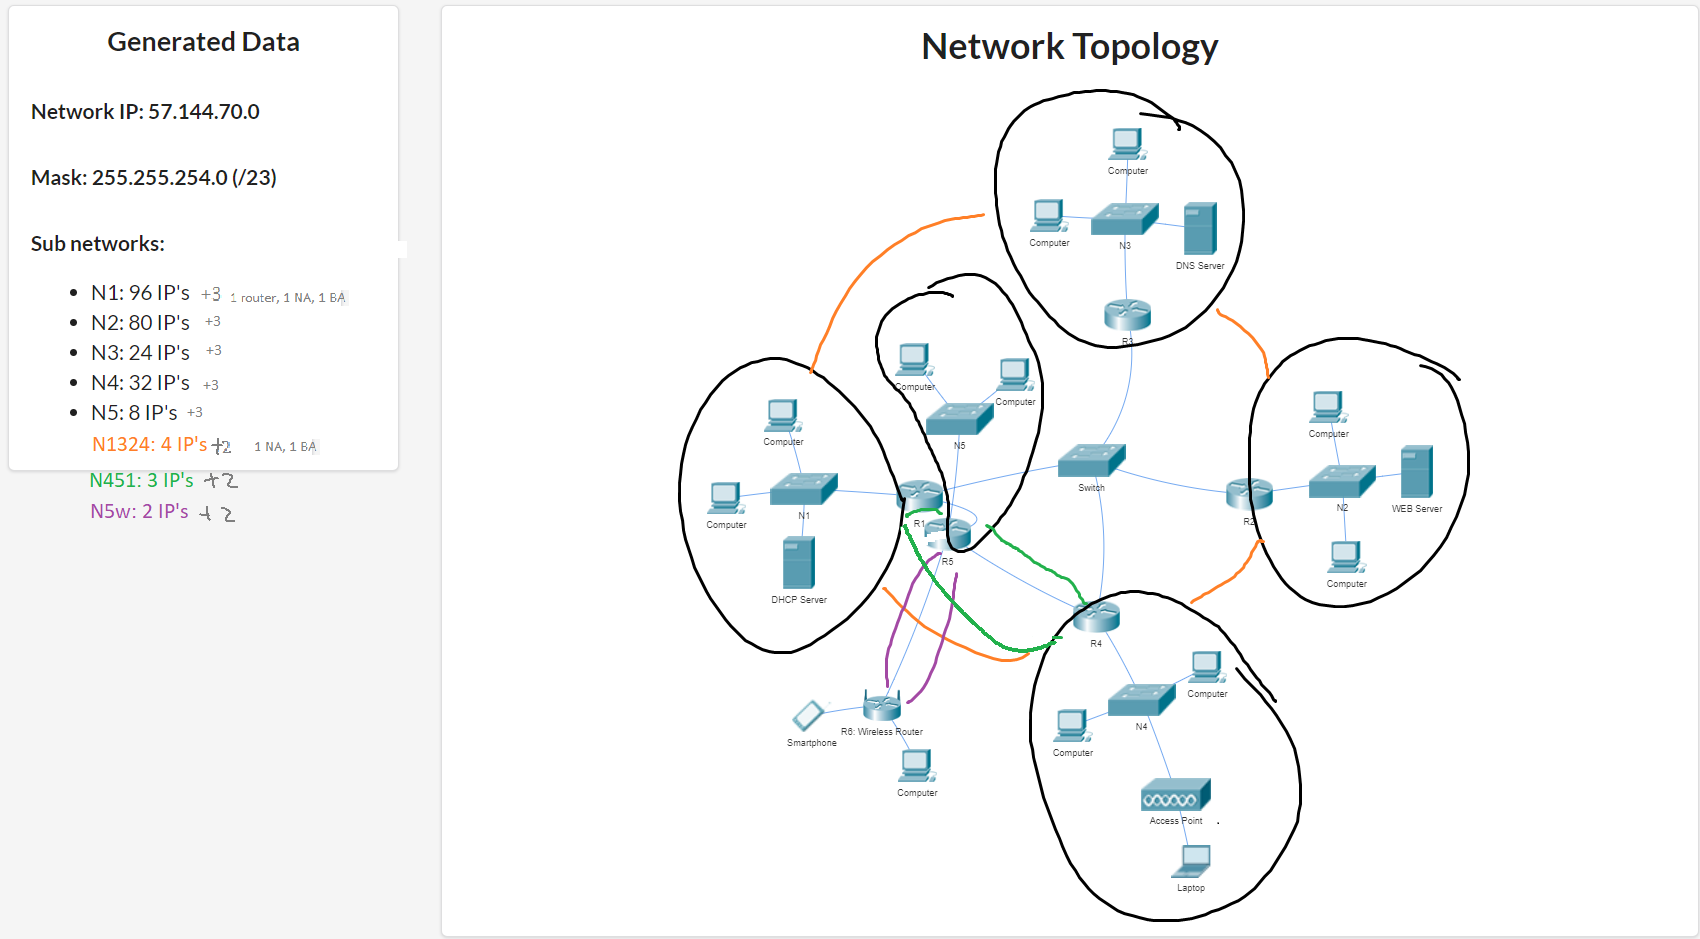 Generated Data
Network IP: 57.144.70.0
Mask: 255.255.254.0 (/23)
Sub networks:
N1: 96 IP's +3 1 router, 1 NA, 1 BA
N2: 80 IP's +3
N3: 24 IP's +3
N4: 32 IP's +3
N5: 8 IP's +3
N1324: 4 IP's +2 1 NA, 1 BA
N451: 3 IP's +2
N5w: 2 IP's +2
Network Topology
Computer
Computer
N3
DNS Server
R3
Computer
Computer
N5
Computer
Computer
N1
DHCP Server
R1
R5
Switch
R2
Computer
N2
WEB Server
Computer
R4
Computer
N4
Computer
Access Point
Laptop
Smartphone
R6: Wireless Router
Computer